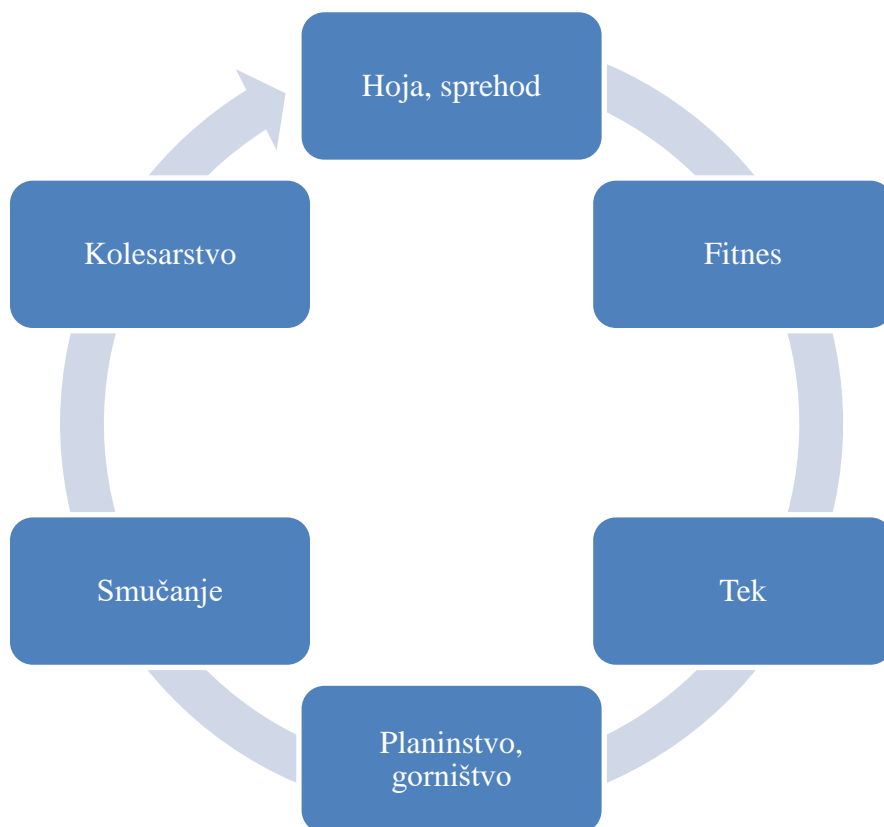 Hoja, sprehod
Fitnes
Tek
Planinstvo,
gorništvo
Smučanje
Kolesarstvo